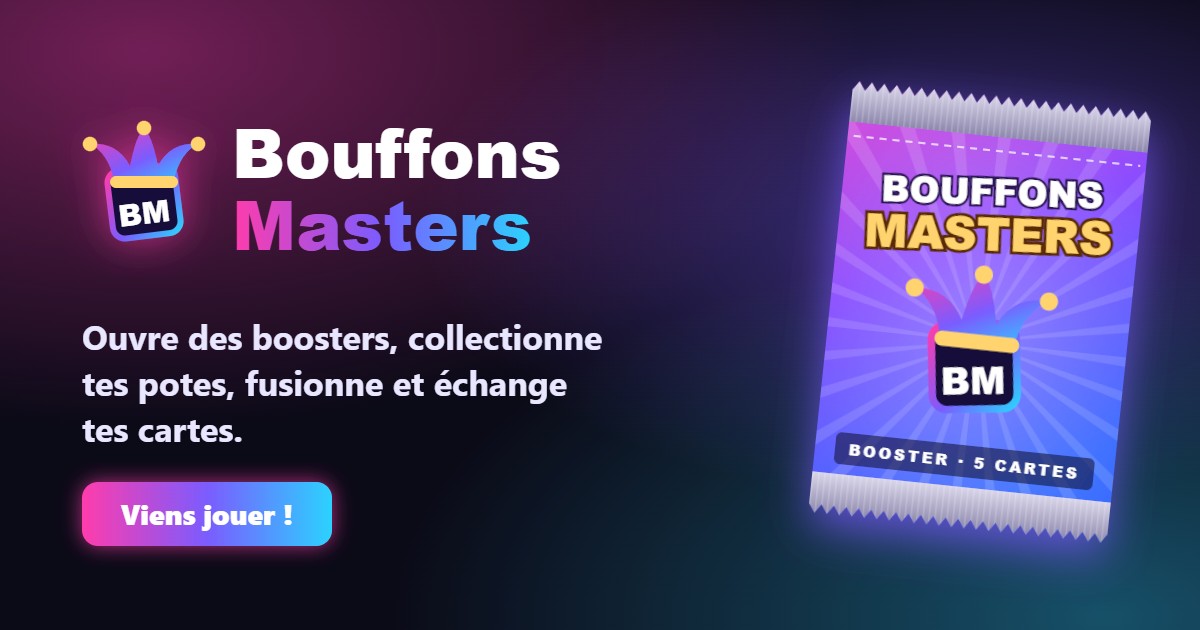 BM
Bouffons
Masters
Ouvre des boosters, collectionne
tes potes, fusionne et échange
tes cartes.
Viens jouer !
BOUFFONS
MASTERS
BM
BOOSTER · 5 CARTES